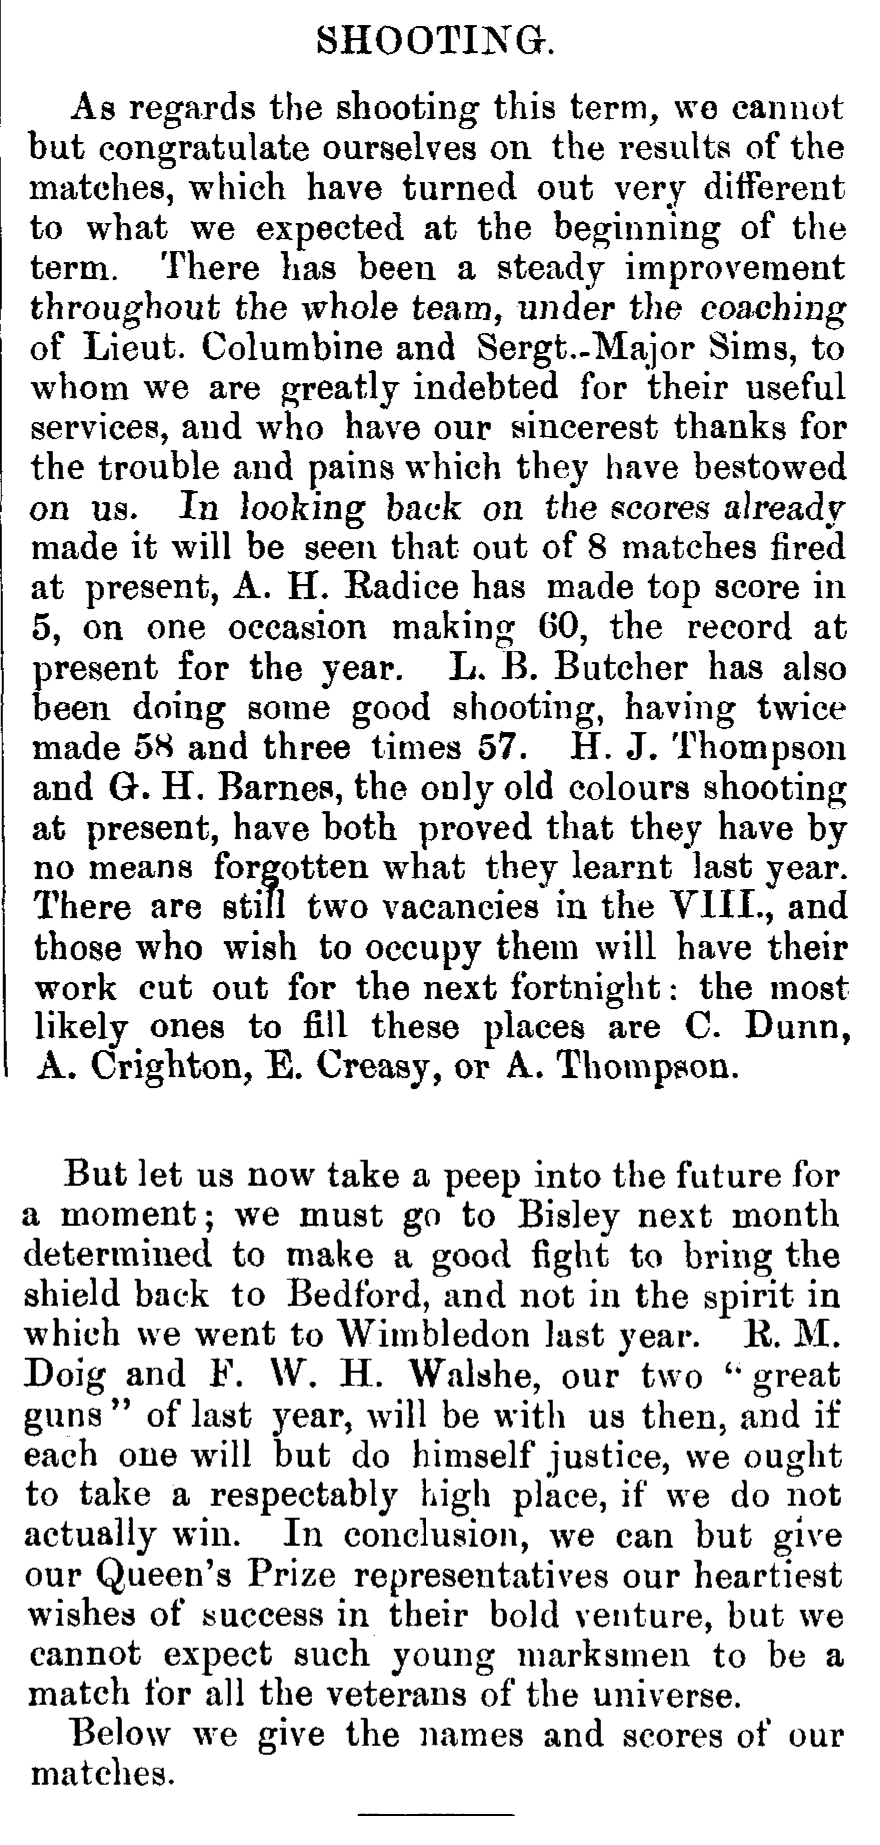 SHOOTING.
As regards the shooting this term, we cannot
but congratulate ourselves on the results of the
matches, which have turned out very different
to what we expected at the beginning of the
term. There has been a steady improvement
throughout the whole team, under the coaching
of Lieut. Columbine and Sergt.-Major Sims, to
whom we are greatly indebted for their useful
services, and who have our sincerest thanks for
the trouble and pains which they have bestowed
on us. In looking back on the scores already
made it will be seen that out of 8 matches fired
at present, A. H. Radice has made top score in
5, on one occasion making 60, the record at
present for the year. L. B. Butcher has also
been doing some good shooting, having twice
made 58 and three times 57. H. J. Thompson
and G. H. Barnes, the only old colours shooting
at present, have both proved that they have by
no means forgotten what they learnt last year.
There are still two vacancies in the VIII., and
those who wish to occupy them will have their
work cut out for the next fortnight: the most
likely ones to fill these places are C. Dunn,
A. Crighton, E. Creasy, or A. Thompson.
But let us now take a peep into the future for
a moment; we must go to Bisley next month
determined to make a good fight to bring the
shield back to Bedford, and not in the spirit in
which we went to Wimbledon last year. R. M.
Doig and F. W. H. Walshe, our two "great
guns" of last year, will be with us then, and if
each one will but do himself justice, we ought
to take a respectably high place, if we do not
actually win. In conclusion, we can but give
our Queen's Prize representatives our heartiest
wishes of success in their bold venture, but we
cannot expect such young marksmen to be a
match for all the veterans of the universe.
Below we give the names and scores of our
matches.